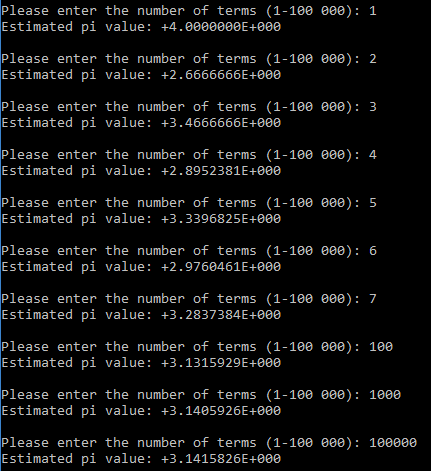 Please enter the number of terms (1-100 000): 1
Estimated pi value: +4.0000000E+000
Please enter the number of terms (1-100 000): 2
Estimated pi value: +2.6666666E+000
Please enter the number of terms (1-100 000): 3
Estimated pi value: +3.4666666E+000
Please enter the number of terms (1-100 000): 4
Estimated pi value: +2.8952381E+000
Please enter the number of terms (1-100 000): 5
Estimated pi value: +3.3396825E+000
Please enter the number of terms (1-100 000): 6
Estimated pi value: +2.9760461E+000
Please enter the number of terms (1-100 000): 7
Estimated pi value: +3.2837384E+000
Please enter the number of terms (1-100 000): 100
Estimated pi value: +3.1315929E+000
Please enter the number of terms (1-100 000): 1000
Estimated pi value: +3.1405926E+000
Please enter the number of terms (1-100 000): 100000
Estimated pi value: +3.1415826E+000